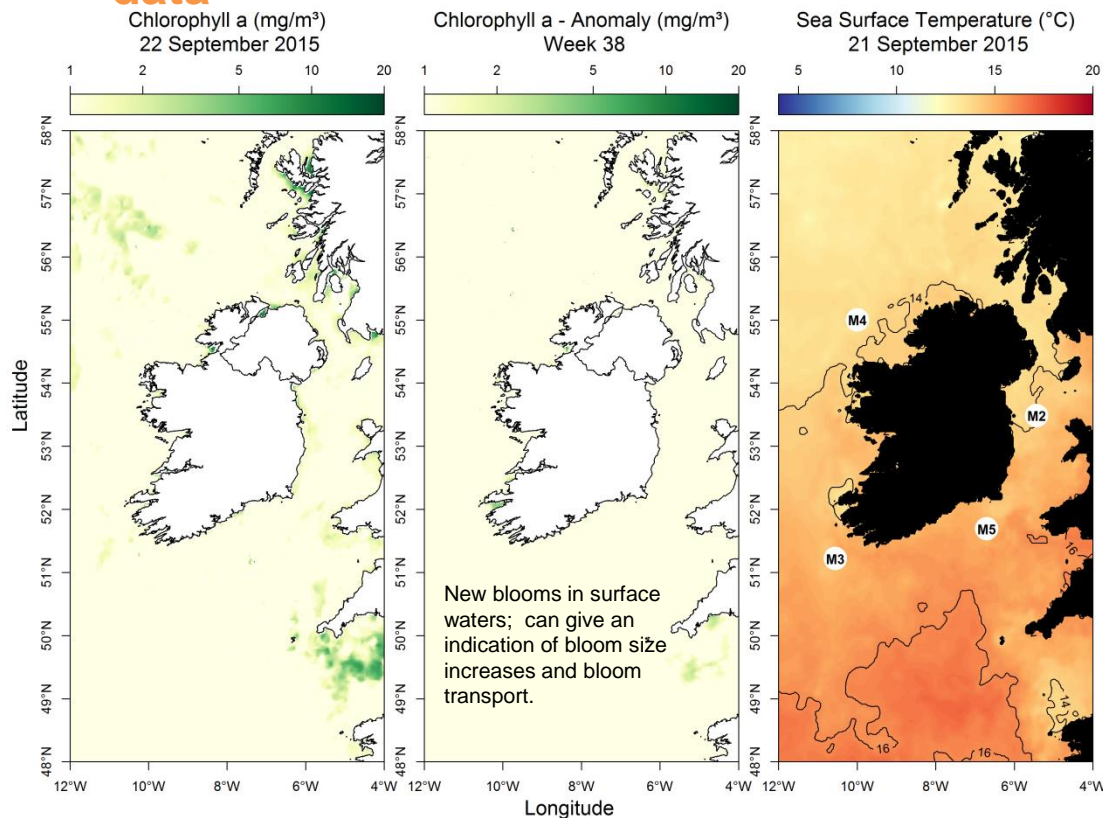 data
Chlorophyll a (mg/m³)
22 September 2015
1 2 5 10 20
Chlorophyll a - Anomaly (mg/m³)
Week 38
1 2 5 10 20
Sea Surface Temperature (°C)
21 September 2015
5 10 15 20
Latitude
58°N
57°N
56°N
55°N
54°N
53°N
52°N
51°N
50°N
49°N
48°N
12°W 10°W 8°W 6°W 4°W
58°N
57°N
56°N
55°N
54°N
53°N
52°N
51°N
50°N
49°N
48°N
New blooms in surface
waters; can give an
indication of bloom size
increases and bloom
transport.
12°W 10°W 8°W 6°W 4°W
58°N
57°N
56°N
55°N
54°N
53°N
52°N
51°N
50°N
49°N
48°N
14
M4
M2
M5
M3
16
14
16
16
12°W 10°W 8°W 6°W 4°W
Longitude